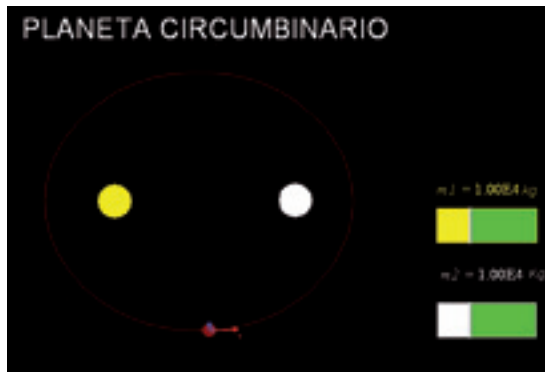 PLANETA CIRCUMBINARIO
m1 = 1.00E4 kg
m2 = 1.00E4 Kg